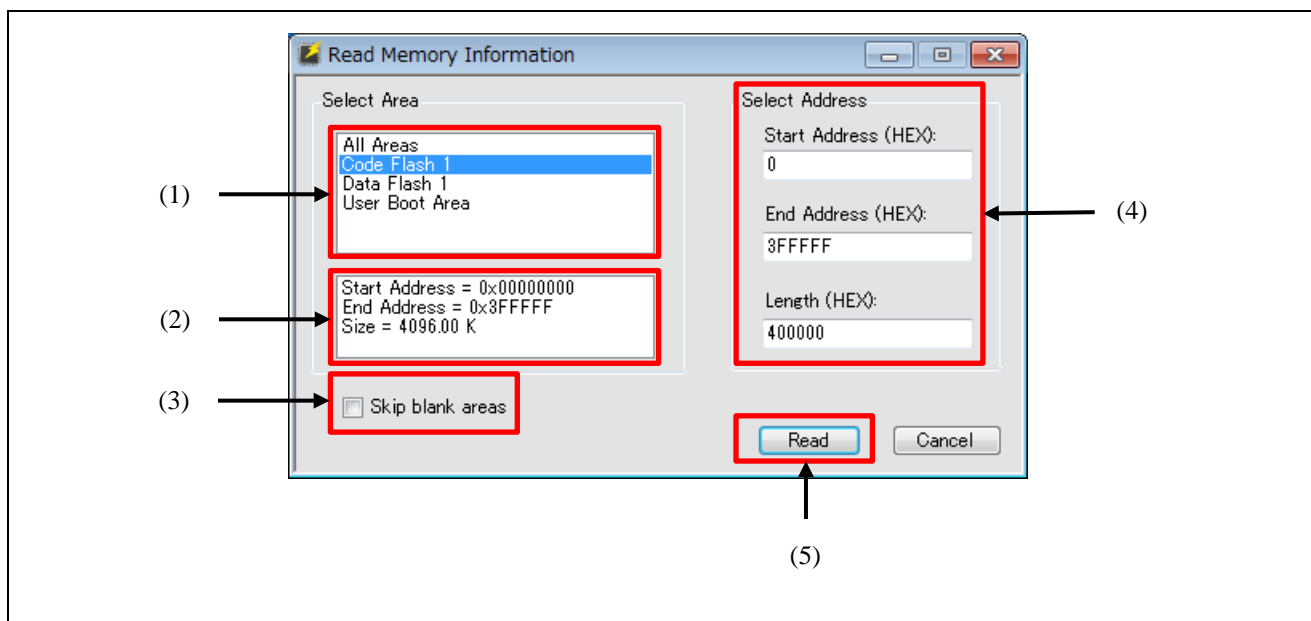 Read Memory Information
Select Area
All Areas
Code Flash 1
Data Flash 1
User Boot Area
(1)
Start Address = 0x00000000
End Address = 0x3FFFFF
Size = 4096.00 K
(2)
(3)
Skip blank areas
Select Address
Start Address (HEX):
0
End Address (HEX):
3FFFFF
Length (HEX):
400000
(4)
Read
Cancel
(5)